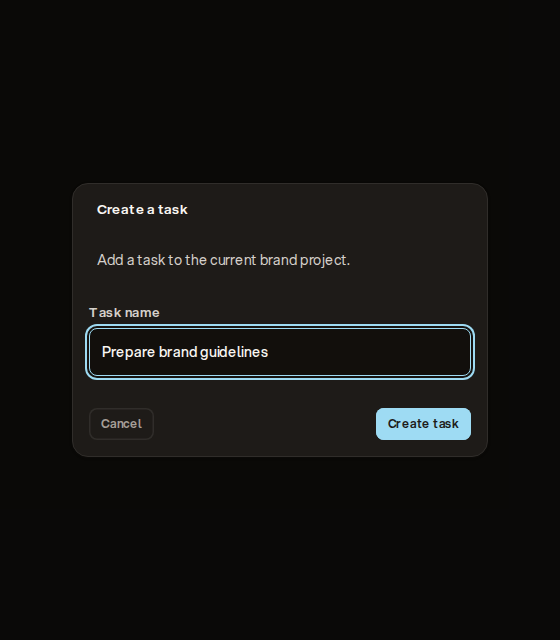 Create a task
Add a task to the current brand project.
Task name
Prepare brand guidelines
Cancel
Create task